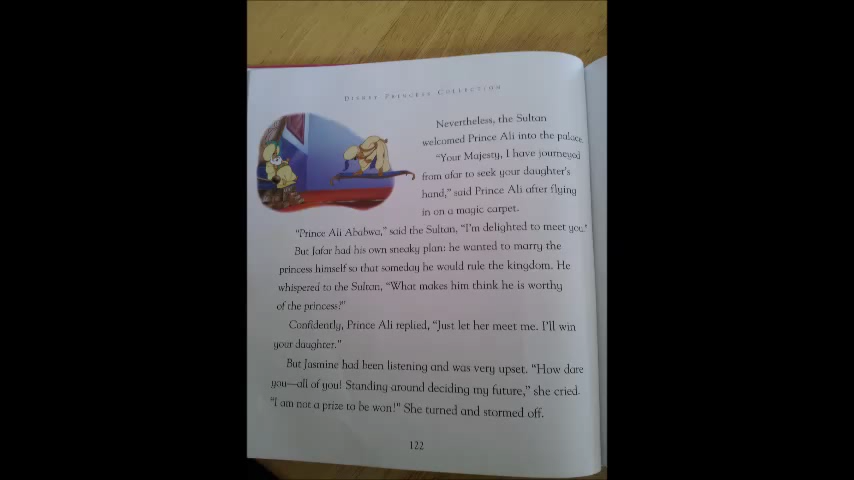 DISNEY PRINCESS COLLECTION
Nevertheless, the Sultan
welcomed Prince Ali into the palace.
"Your Majesty, I have journeyed
from afar to seek your daughter's
hand," said Prince Ali after flying
in on a magic carpet.
"Prince Ali Ababwa," said the Sultan, "I'm delighted to meet you."
But Jafar had his own sneaky plan: he wanted to marry the
princess himself so that someday he would rule the kingdom. He
whispered to the Sultan, "What makes him think he is worthy
of the princess?"
Confidently, Prince Ali replied, "Just let her meet me. I'll win
your daughter."
But Jasmine had been listening and was very upset. "How dare
you—all of you! Standing around deciding my future," she cried.
"I am not a prize to be won!" She turned and stormed off.
122